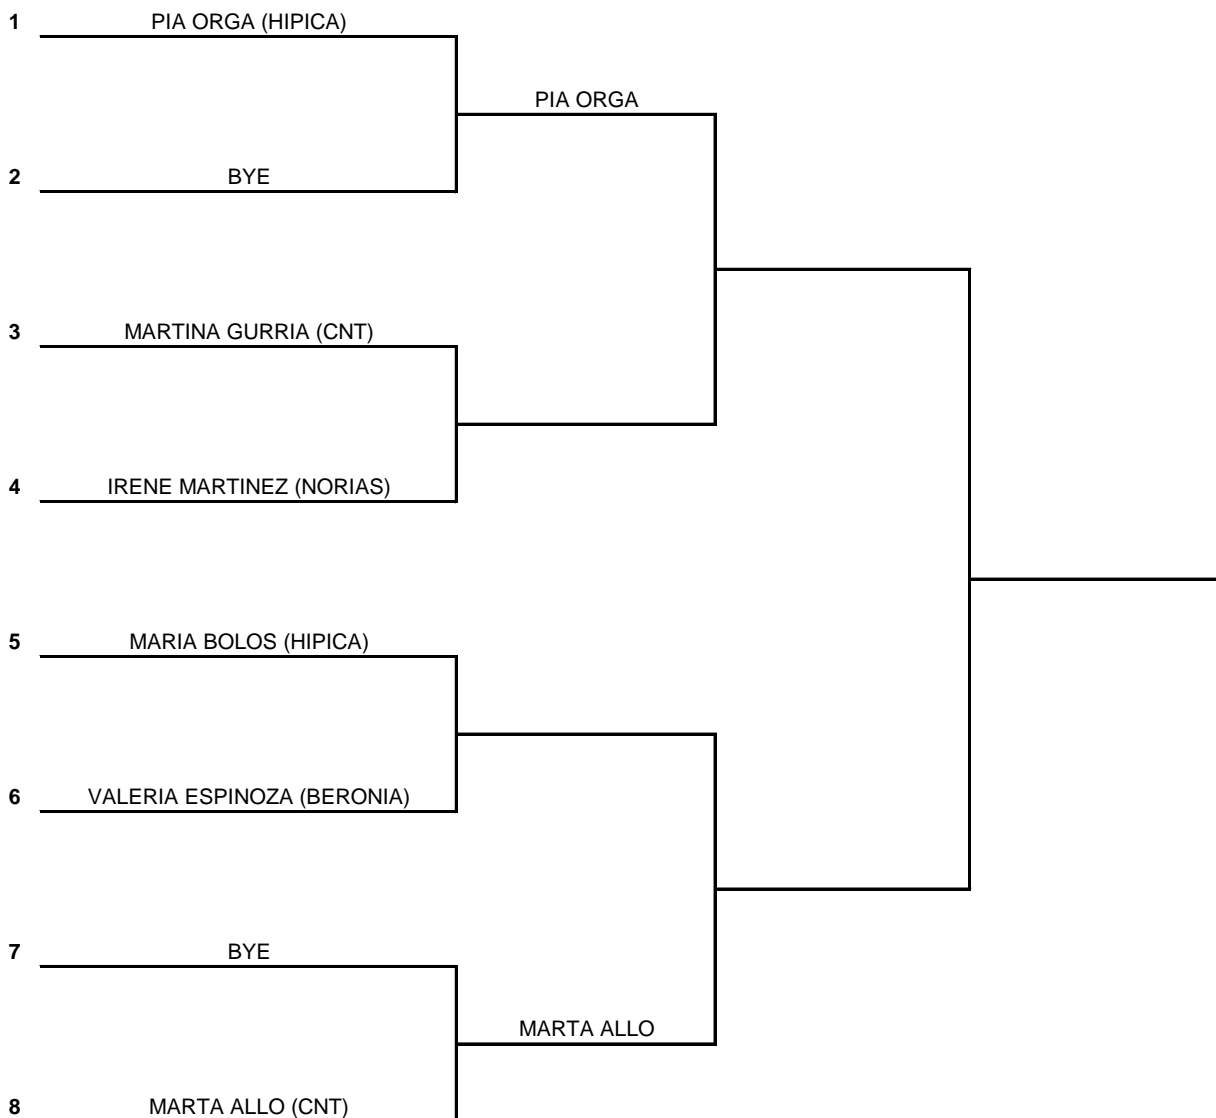 1 PIA ORGA (HIPICA)
PIA ORGA
2 BYE
3 MARTINA GURRIA (CNT)
4 IRENE MARTINEZ (NORIAS)
5 MARIA BOLOS (HIPICA)
6 VALERIA ESPINOZA (BERONIA)
7 BYE
MARTA ALLO
8 MARTA ALLO (CNT)